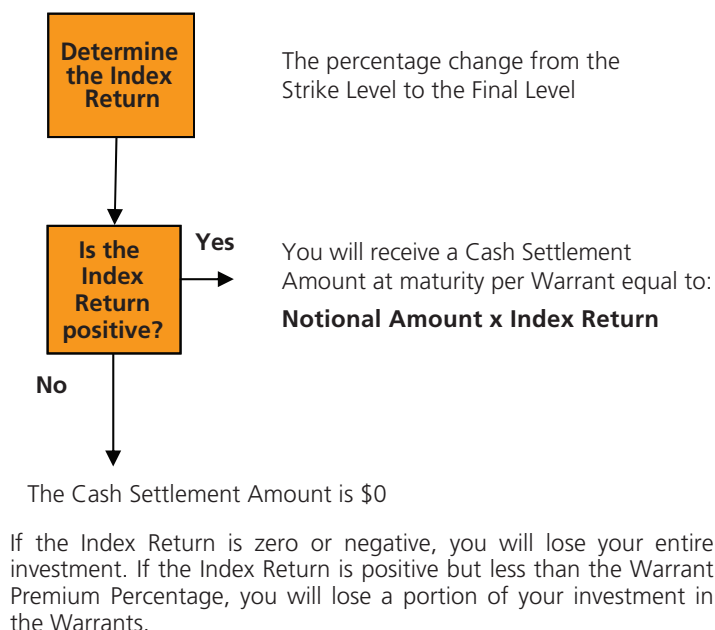 Determine
the Index
Return
The percentage change from the
Strike Level to the Final Level
Is the
Index
Return
positive?
Yes
You will receive a Cash Settlement
Amount at maturity per Warrant equal to:
Notional Amount x Index Return
No
The Cash Settlement Amount is $0
If the Index Return is zero or negative, you will lose your entire
investment. If the Index Return is positive but less than the Warrant
Premium Percentage, you will lose a portion of your investment in
the Warrants.